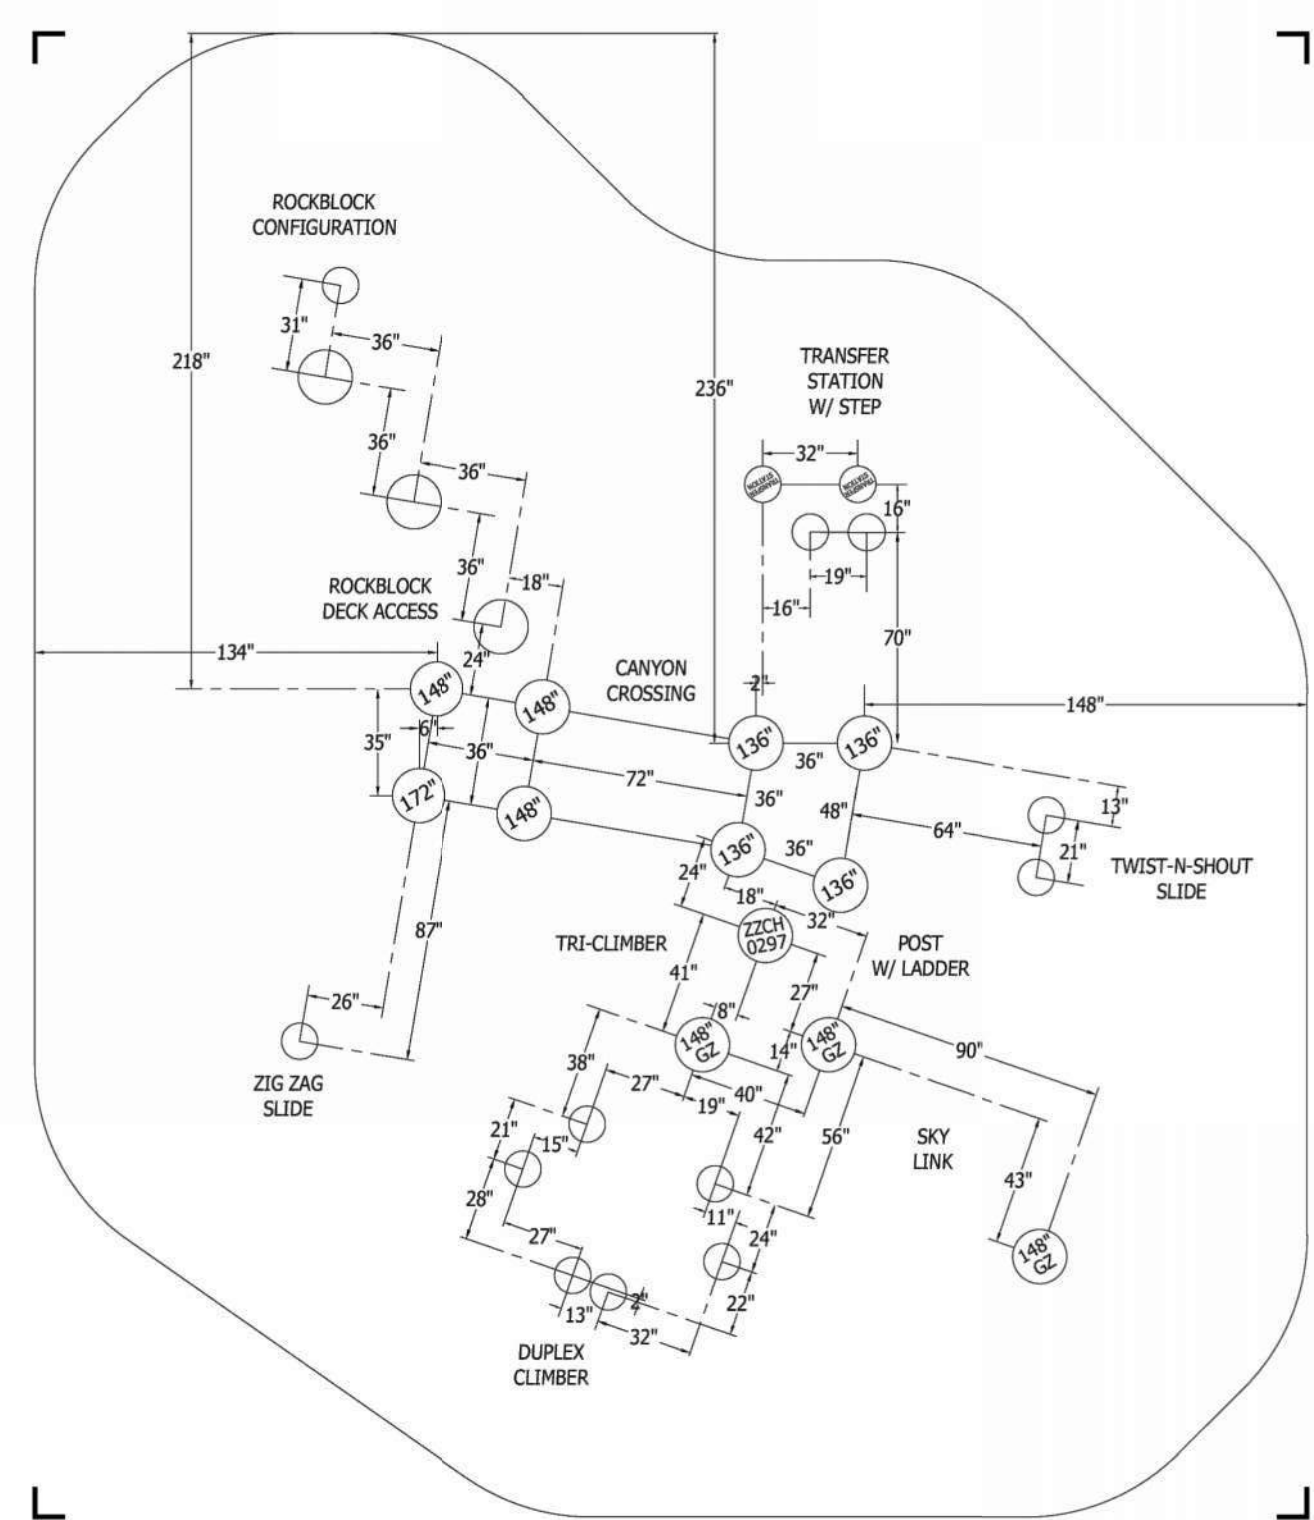 ROCKBLOCK
CONFIGURATION
31"
36"
218"
TRANSFER
STATION
W/ STEP
236"
36"
36"
32"
TRANSFER
STATION
TRANSFER
STATION
16"
36"
18"
19"
ROCKBLOCK
DECK ACCESS
16"
70"
134"
24"
CANYON
CROSSING
2"
148"
148"
148"
6"
35"
36"
136"
136"
36"
72"
172"
148"
36"
48"
13"
64"
21"
TWIST-N-SHOUT
SLIDE
136"
36"
24"
136"
18"
32"
87"
TRI-CLIMBER
ZZCH
0297
POST
W/ LADDER
41"
27"
26"
8"
148"
GZ
14"
148"
GZ
90"
ZIG ZAG
SLIDE
38"
27"
40"
19"
21"
15"
42"
56"
SKY
LINK
28"
43"
11"
27"
24"
148"
GZ
2"
22"
13"
32"
DUPLEX
CLIMBER